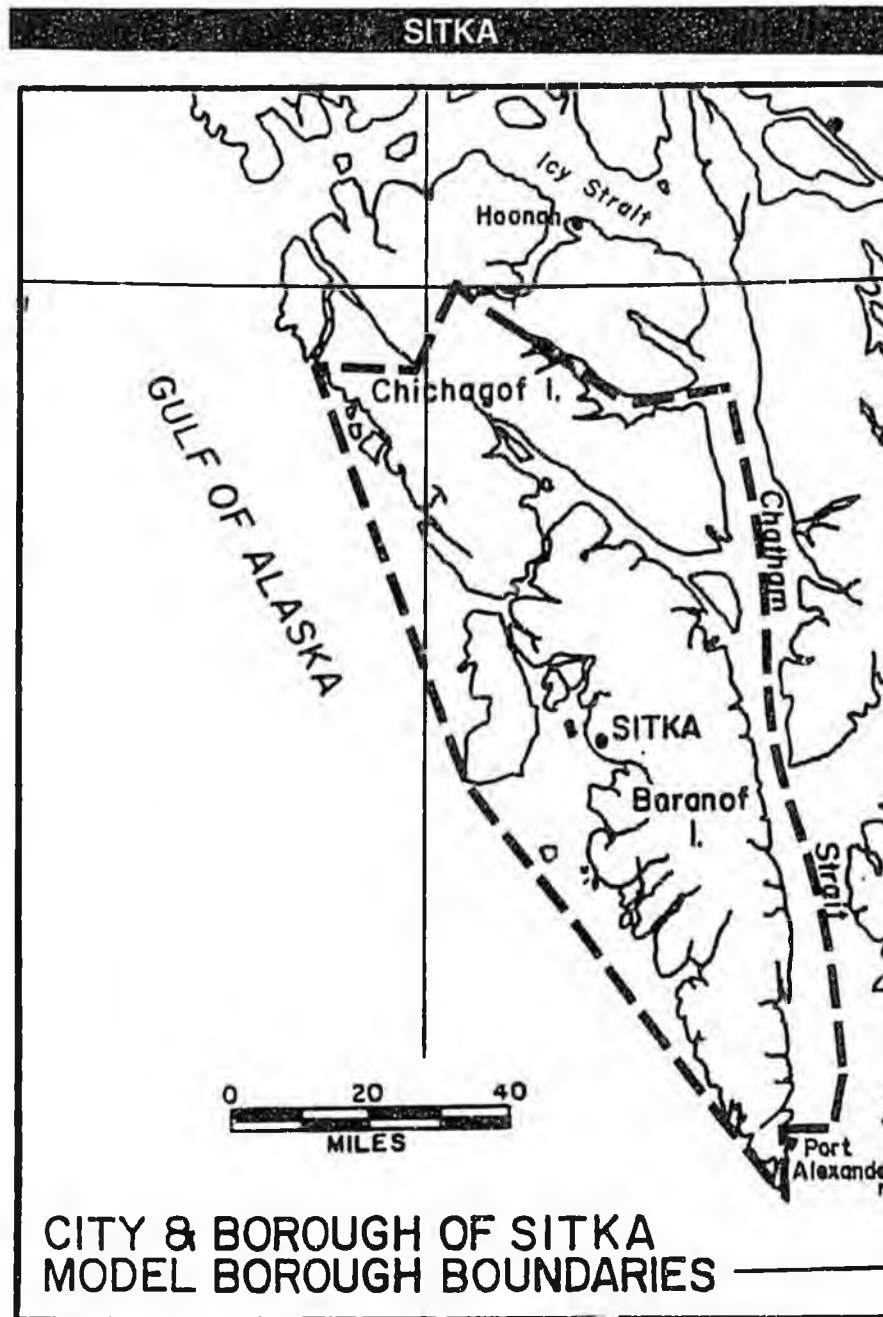 SITKA
Icy Strait
Hoonah
Chichagof I.
GULF OF ALASKA
Chatham
Strait
SITKA
Baranof
I.
0 20 40
MILES
Port
CITY & BOROUGH OF SITKA
MODEL BOROUGH BOUNDARIES